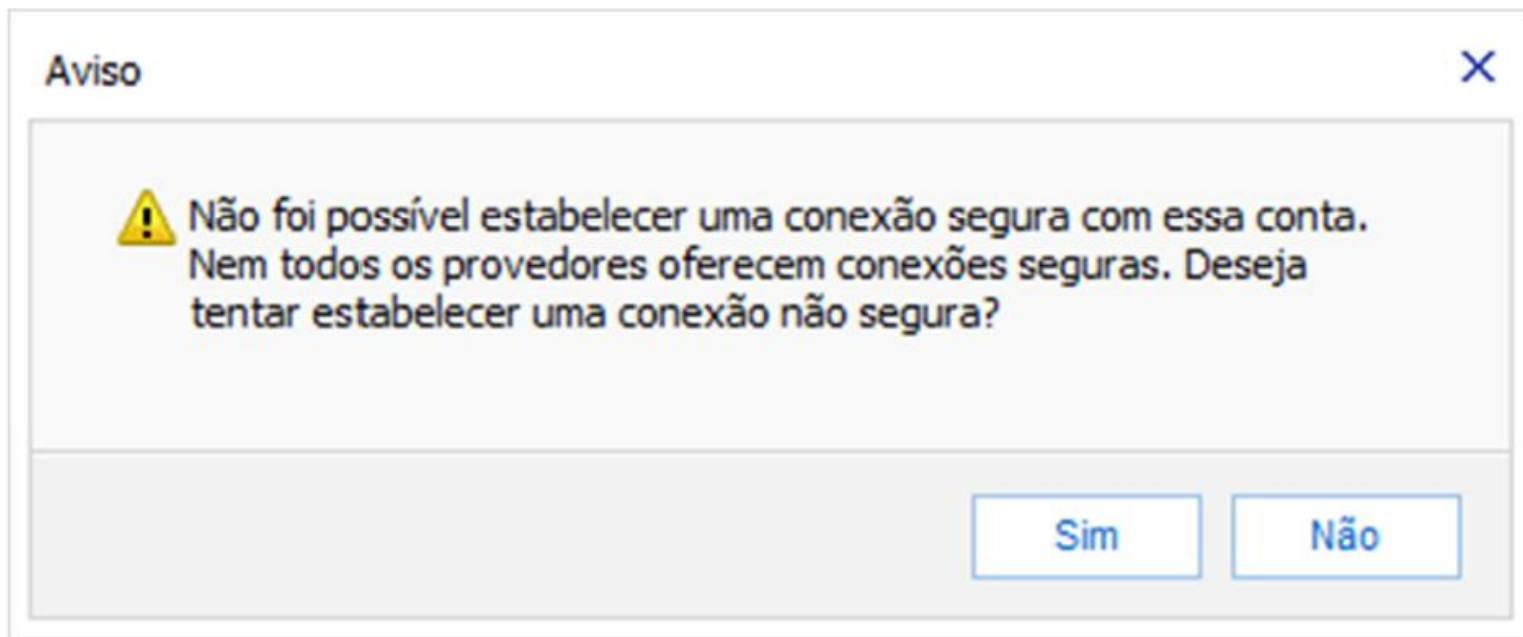 Aviso
Não foi possível estabelecer uma conexão segura com essa conta.
Nem todos os provedores oferecem conexões seguras. Deseja
tentar estabelecer uma conexão não segura?
Sim Não